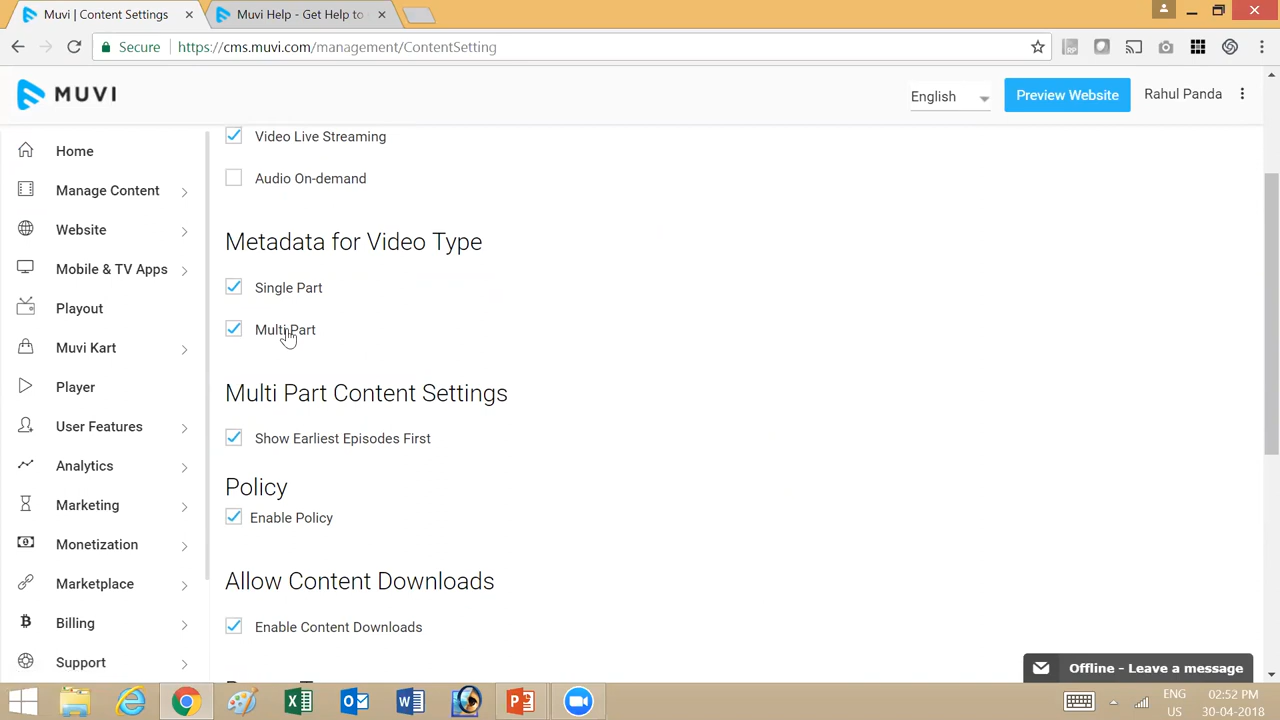 Muvi | Content Settings
Muvi Help - Get Help to
Secure
https://cms.muvi.com/management/ContentSetting
MUVI
English
Preview Website
Rahul Panda
Home
Manage Content
Website
Mobile & TV Apps
Playout
Muvi Kart
Player
User Features
Analytics
Marketing
Monetization
Marketplace
Billing
Support
Video Live Streaming
Audio On-demand
Metadata for Video Type
Single Part
Multi Part
Multi Part Content Settings
Show Earliest Episodes First
Policy
Enable Policy
Allow Content Downloads
Enable Content Downloads
Offline - Leave a message
ENG
US
02:52 PM
30-04-2018